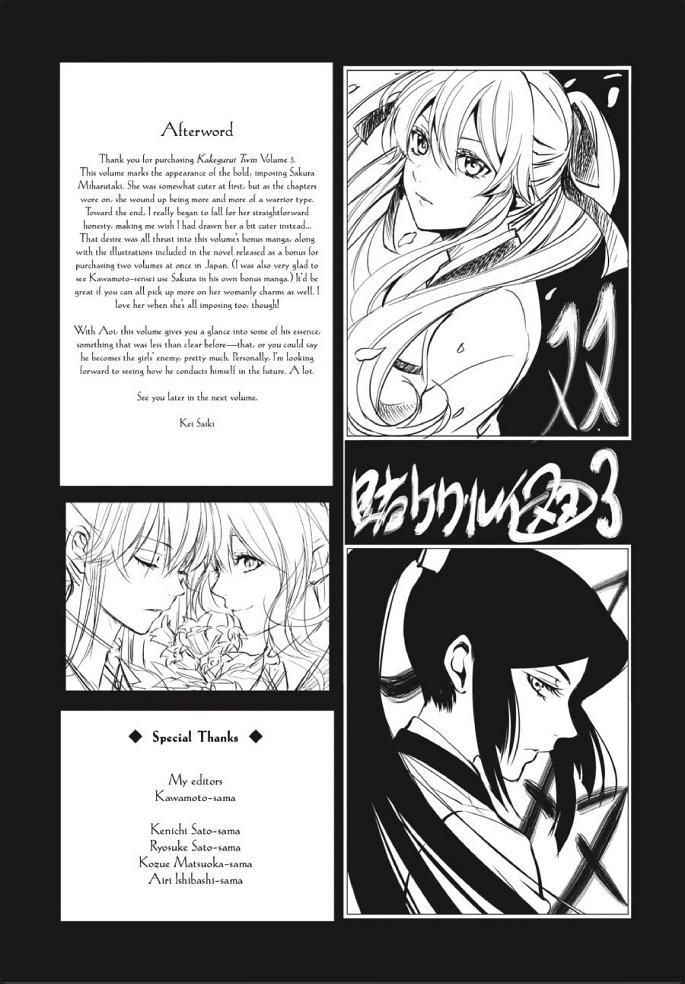 Afterword
Thank you for purchasing Kakegurui Twin Volume 3.
This volume marks the appearance of the bold, imposing Sakura
Miharutaki. She was somewhat cuter at first, but as the chapters
wore on, she wound up being more and more of a warrior type.
Toward the end, I really began to fall for her straightforward
honesty, making me wish I had drawn her a bit cuter instead...
That desire was all thrust into this volume's bonus manga, along
with the illustrations included in the novel released as a bonus for
purchasing two volumes at once in Japan. (I was also very glad to
see Kawamoto-sensei use Sakura in his own bonus manga.) It'd be
great if you can all pick up more on her womanly charms as well. I
love her when she's all imposing too, though!
With Aoi, this volume gives you a glance into some of his essence,
something that was less than clear before—that, or you could say
he becomes the girls' enemy, pretty much. Personally, I'm looking
forward to seeing how he conducts himself in the future. A lot.
See you later in the next volume.
Kei Saiki
◆ Special Thanks ◆
My editors
Kawamoto-sama
Kenichi Sato-sama
Ryosuke Sato-sama
Kozue Matsuoka-sama
Airi Ishibashi-sama
双
賭ケグルイ双3
双